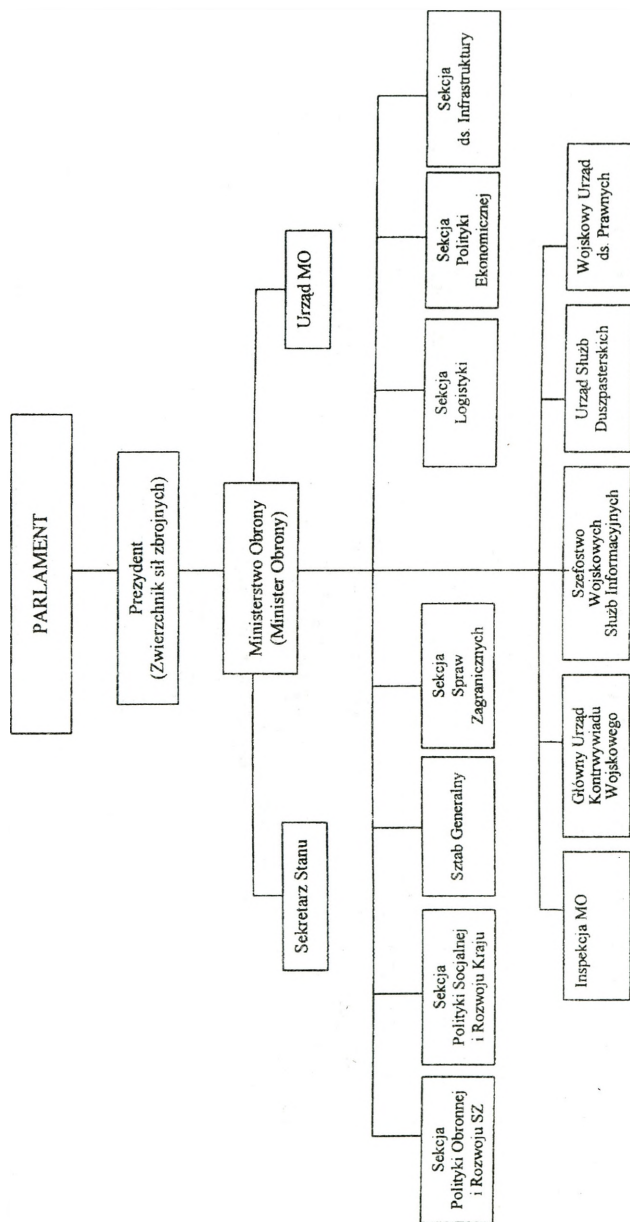 PARLAMENT
Prezydent
(Zwierzchnik sił zbrojnych)
Ministerstwo Obrony
(Minister Obrony)
Sekretarz Stanu
Urząd MO
Sekcja
Polityki Obronnej
i Rozwoju SZ
Sekcja
Polityki Socjalnej
i Rozwoju Kraju
Sztab Generalny
Sekcja
Spraw
Zagranicznych
Sekcja
Logistyki
Sekcja
Polityki
Ekonomicznej
Sekcja
ds. Infrastruktury
Inspekcja MO
Główny Urząd
Kontrwywiadu
Wojskowego
Szefostwo
Wojskowych
Służb Informacyjnych
Urząd Służb
Duszpasterskich
Wojskowy Urząd
ds. Prawnych